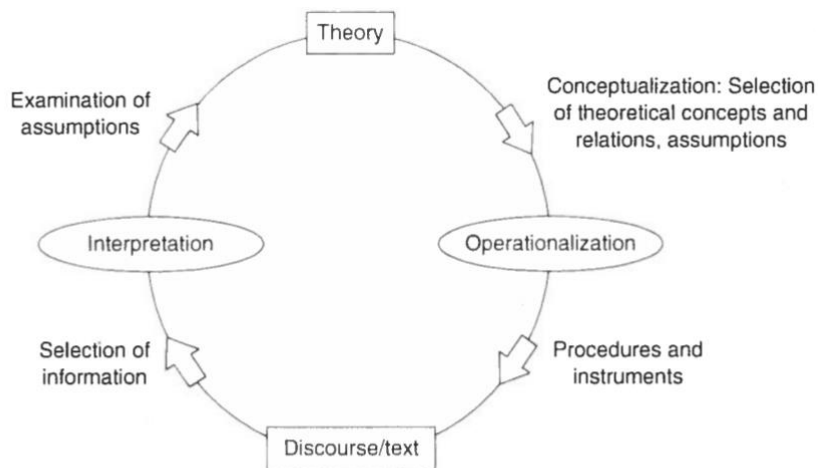 Theory
Examination of
assumptions
Conceptualization: Selection
of theoretical concepts and
relations, assumptions
Interpretation
Operationalization
Selection of
information
Procedures and
instruments
Discourse/text